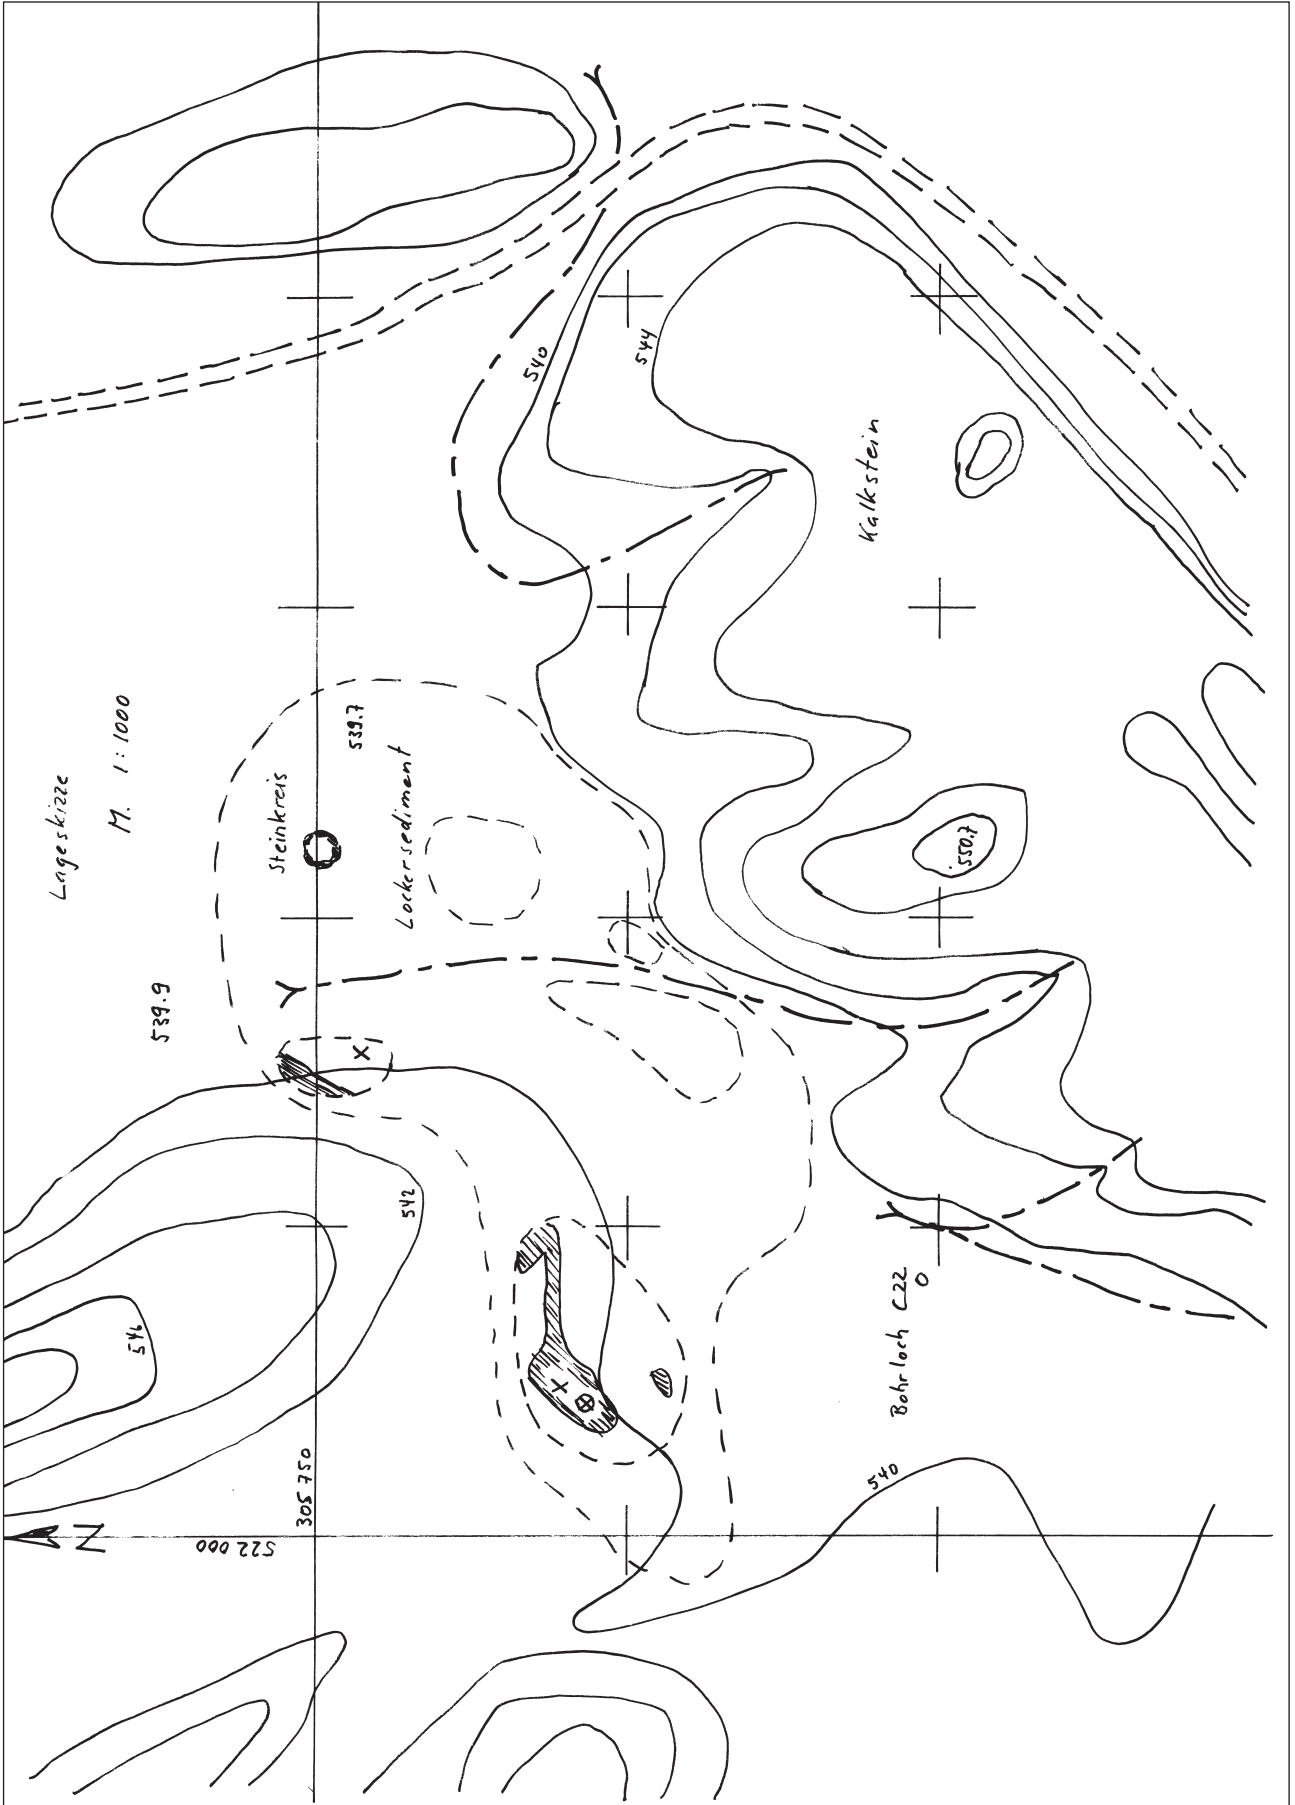 Lageskizze
M. 1:1000
539.9
Steinkreis
539.7
Lockersediment
540
544
Kalkstein
550.7
542
546
305 750
522 000
N
Bohrloch C22
540